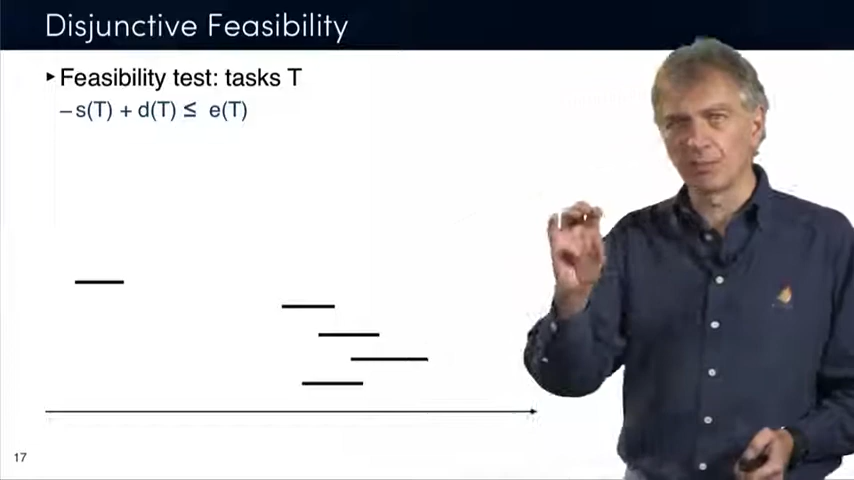 Disjunctive Feasibility
▸ Feasibility test: tasks T
– s(T) + d(T) ≤ e(T)
17